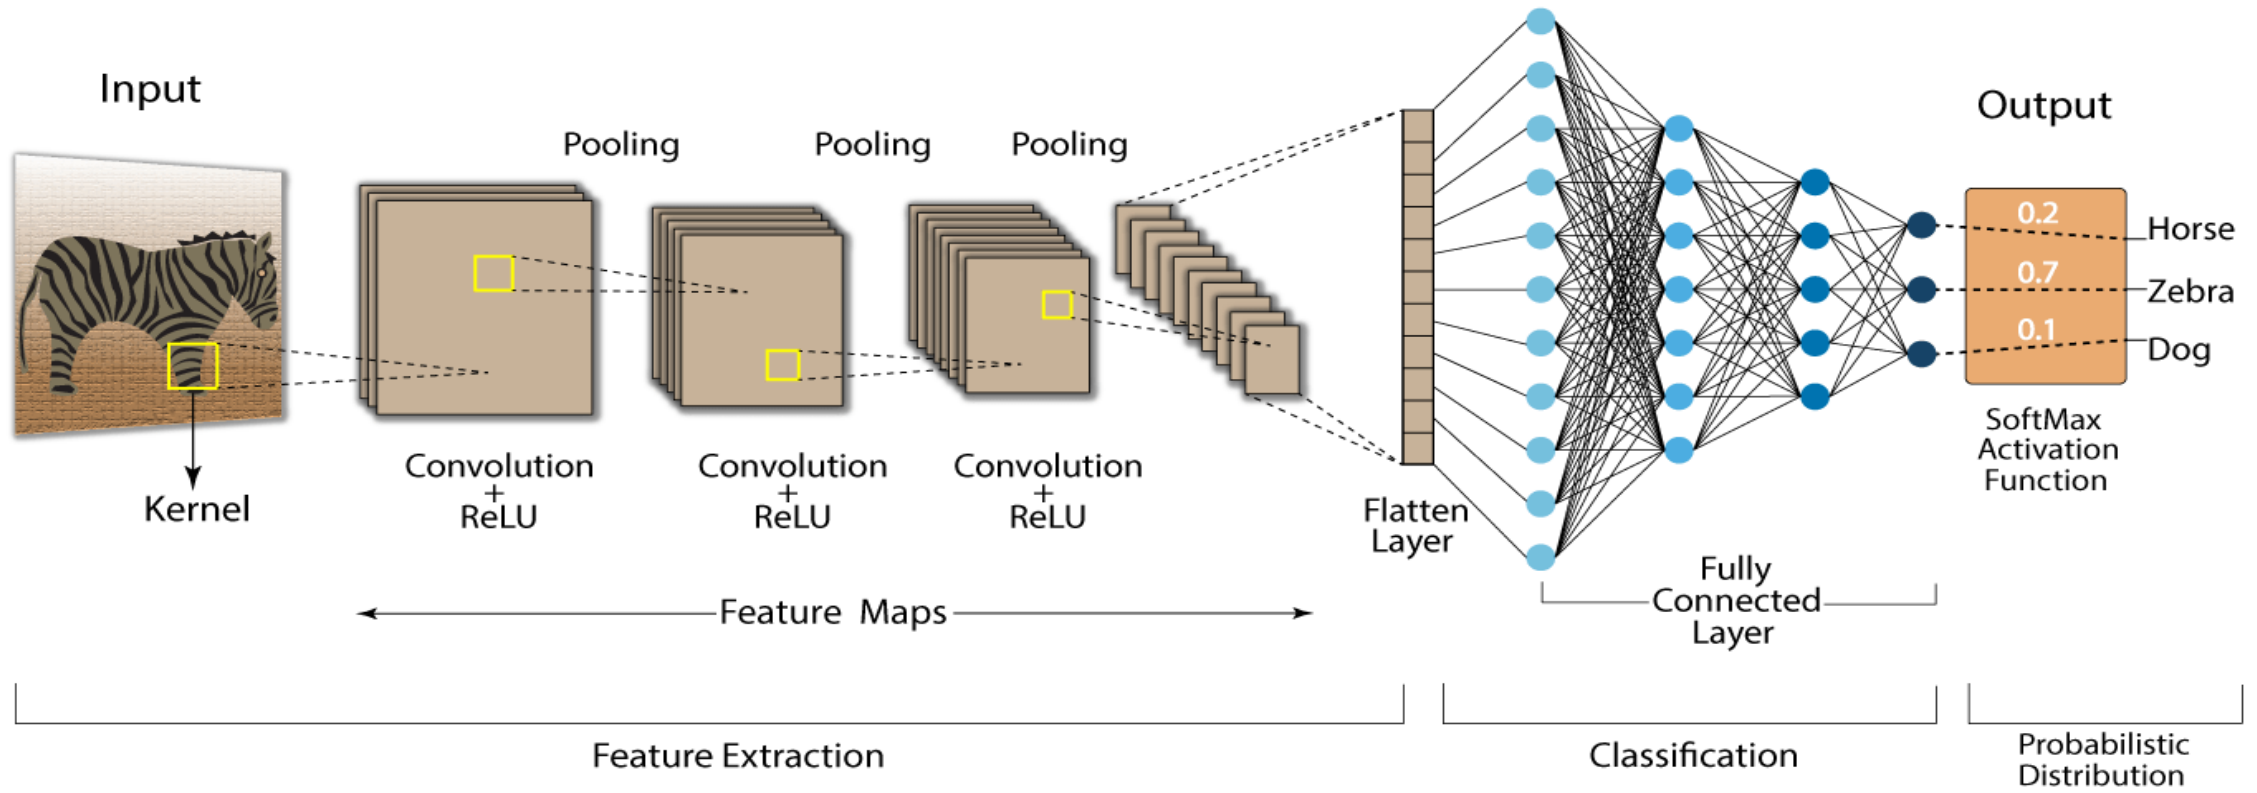 Input
Output
Pooling
Pooling
Pooling
0.2
Horse
0.7
Zebra
0.1
Dog
Kernel
Convolution
+
ReLU
Convolution
+
ReLU
Convolution
+
ReLU
Flatten
Layer
SoftMax
Activation
Function
Fully
Connected
Layer
Feature Maps
Feature Extraction
Classification
Probabilistic
Distribution